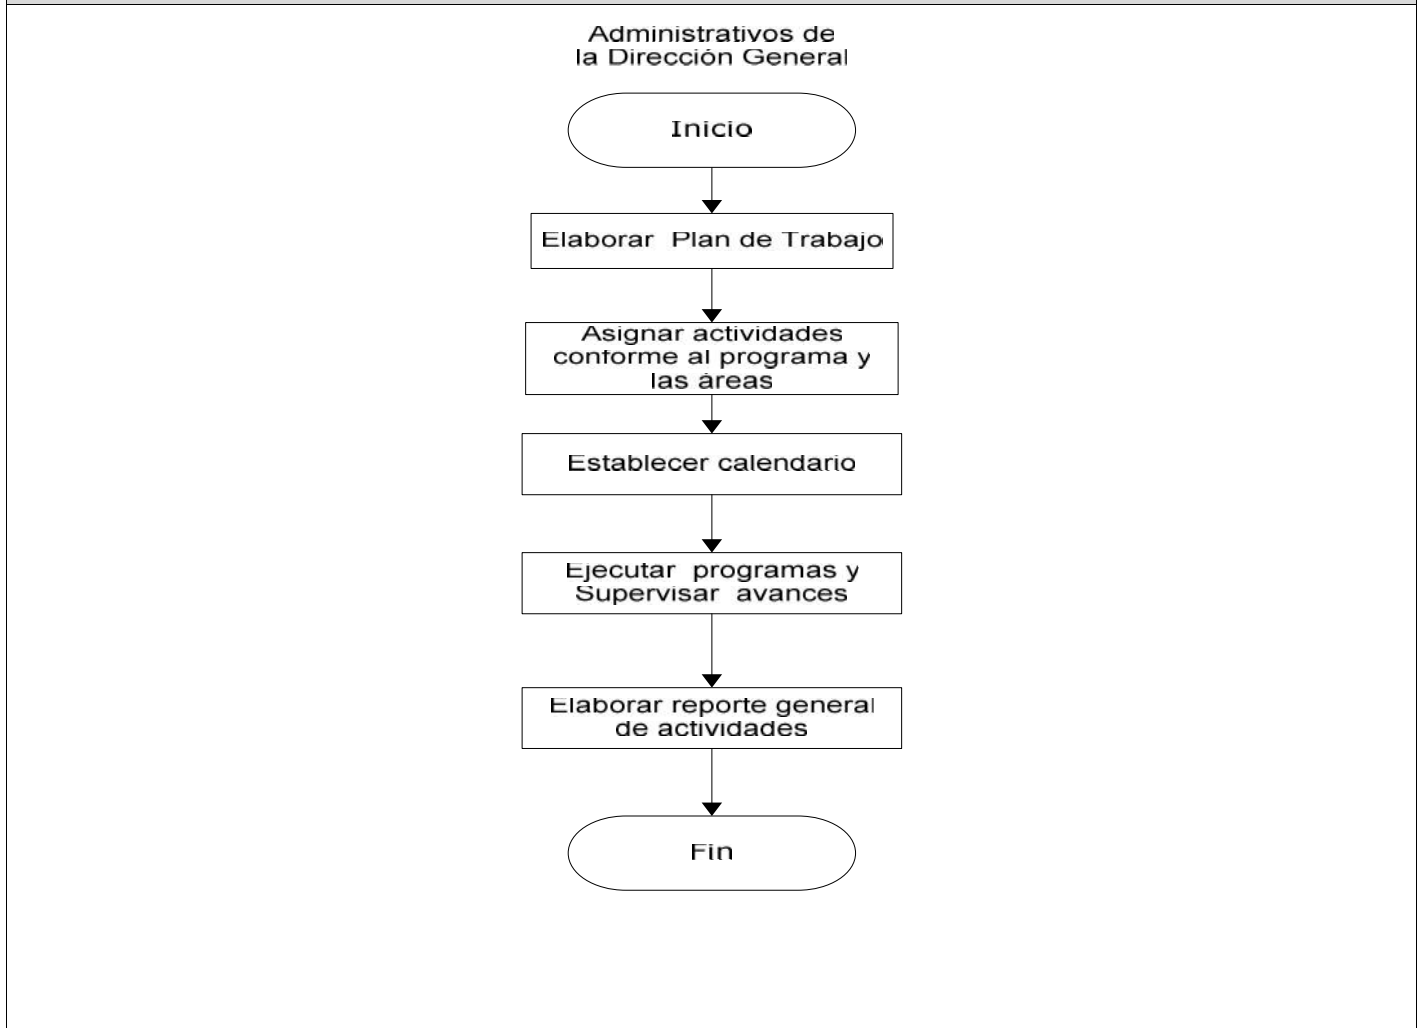 Administrativos de
la Dirección General
Inicio
Elaborar  Plan de Trabajo
Asignar actividades
conforme al programa y
las áreas
Establecer calendario
Ejecutar  programas y
Supervisar  avances
Elaborar reporte general
de actividades
Fin